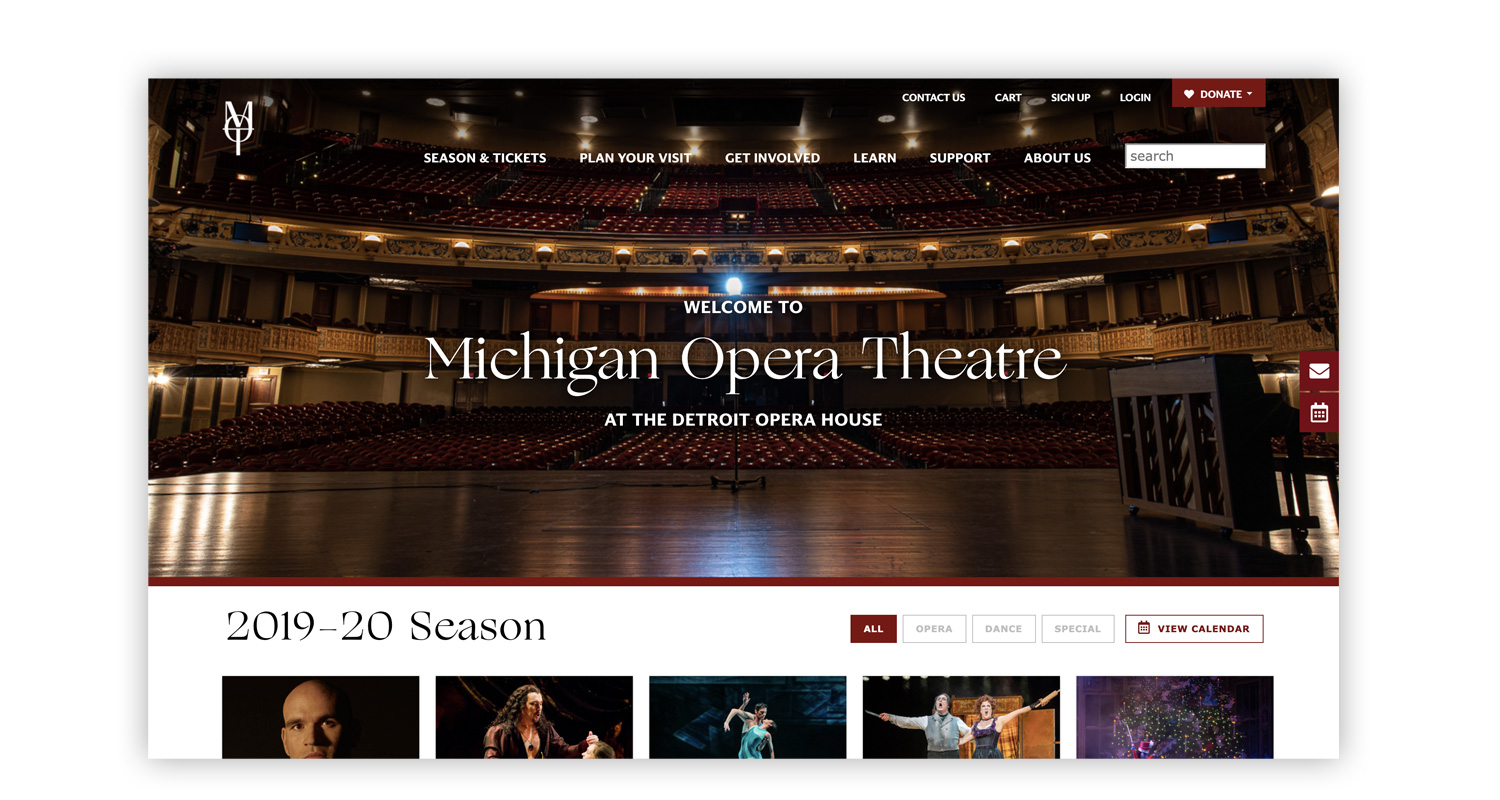 MOT
CONTACT US CART SIGN UP LOGIN DONATE
SEASON & TICKETS PLAN YOUR VISIT GET INVOLVED LEARN SUPPORT ABOUT US search
WELCOME TO
Michigan Opera Theatre
AT THE DETROIT OPERA HOUSE
2019-20 Season
ALL OPERA DANCE SPECIAL VIEW CALENDAR